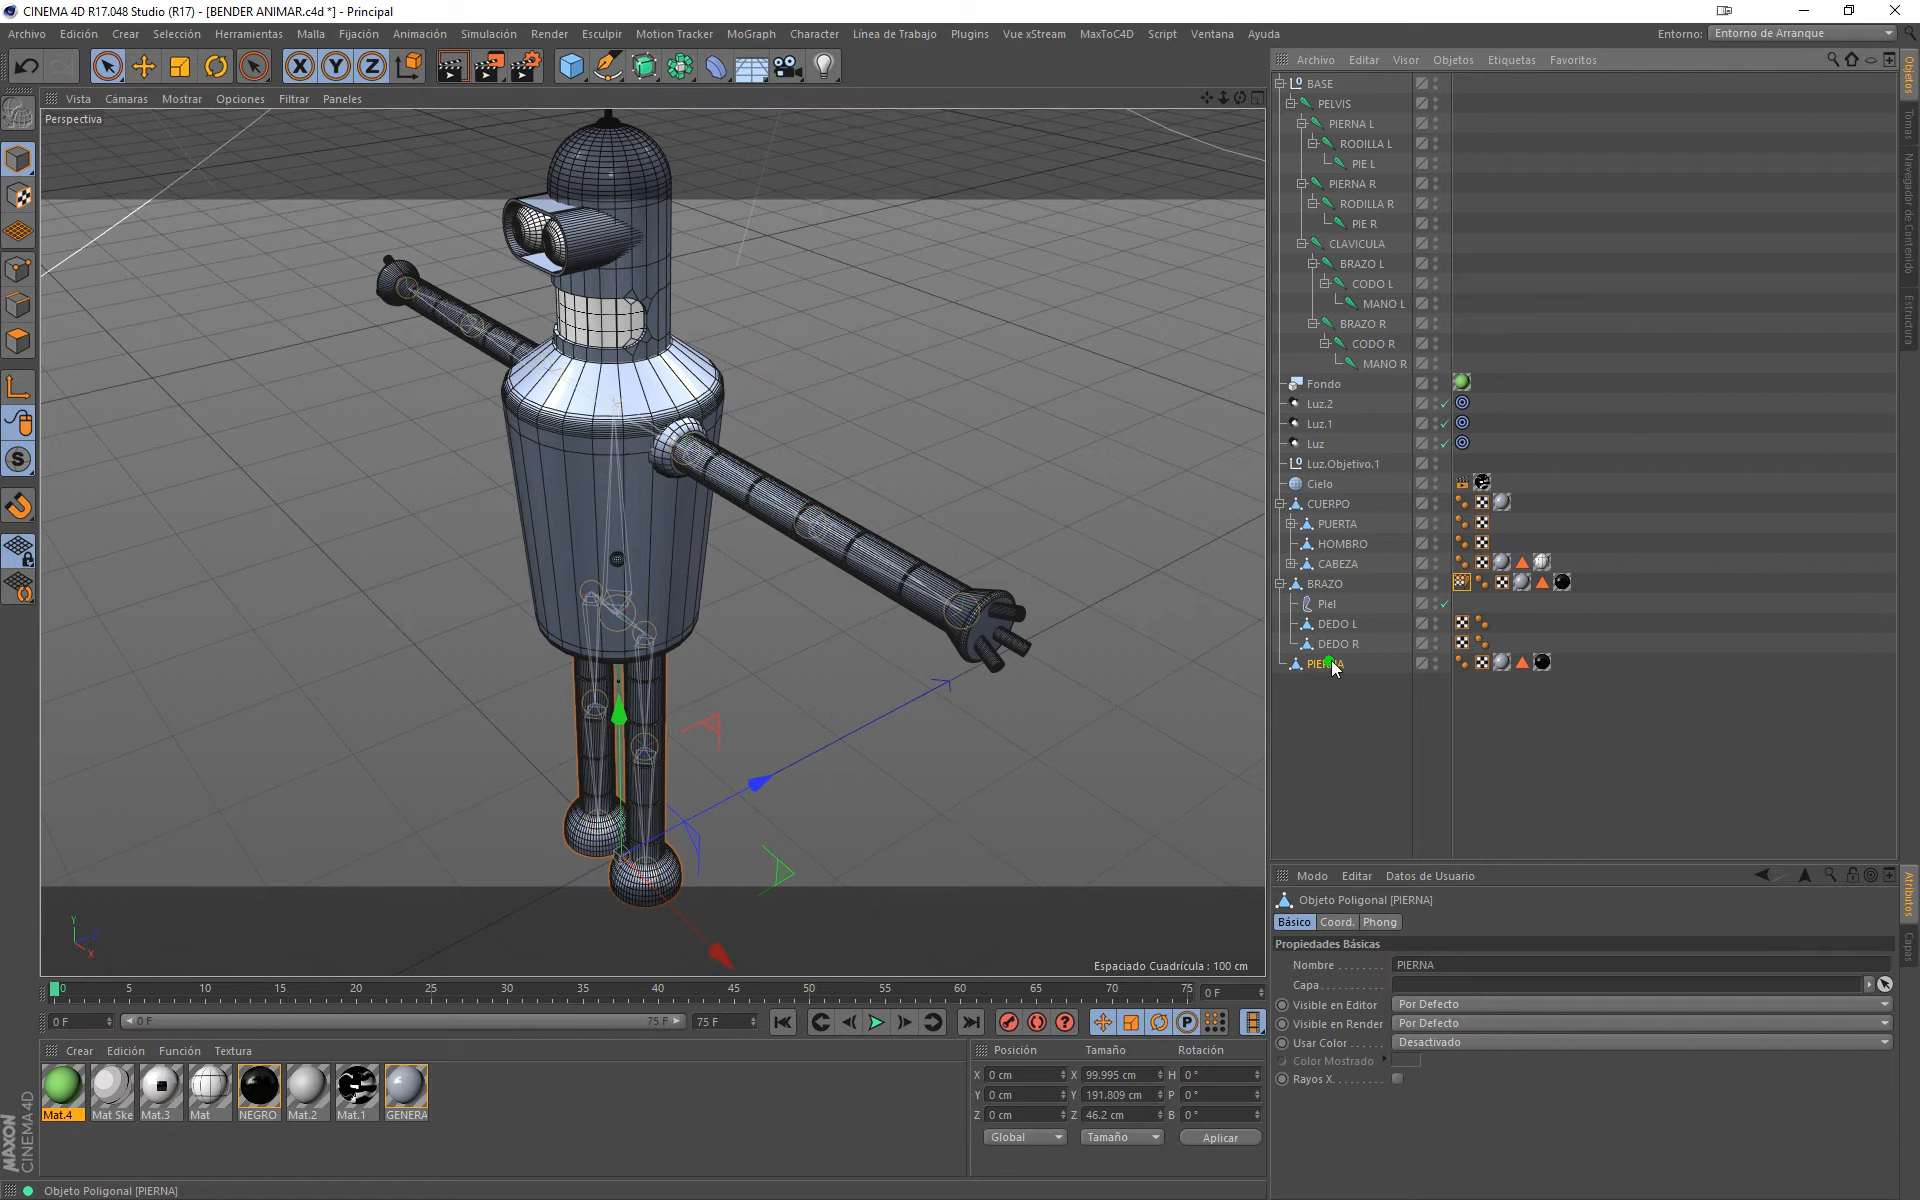 CINEMA 4D R17.048 Studio (R17) - [BENDER ANIMAR.c4d *] - Principal
Archivo Edición Crear Selección Herramientas Malla Fijación Animación Simulación Render Esculpir Motion Tracker MoGraph Character Línea de Trabajo Plugins Vue xStream MaxToC4D Script Ventana Ayuda Entorno: Entorno de Arranque
Archivo Editar Visor Objetos Etiquetas Favoritos
Vista Cámaras Mostrar Opciones Filtrar Paneles
Perspectiva
BASE
PELVIS
PIERNA L
RODILLA L
PIE L
PIERNA R
RODILLA R
PIE R
CLAVICULA
BRAZO L
CODO L
MANO L
BRAZO R
CODO R
MANO R
Fondo
Luz.2
Luz.1
Luz
Luz.Objetivo.1
Cielo
CUERPO
PUERTA
HOMBRO
CABEZA
BRAZO
Piel
DEDO L
DEDO R
PIERNA
Objetos
Tomas
Navegador de Contenido
Estructura
Y
Z
X
Espaciado Cuadrícula : 100 cm
0 5 10 15 20 25 30 35 40 45 50 55 60 65 70 75 0 F
0 F 0 F 75 F 75 F
Crear Edición Función Textura
Mat.4 Mat Ske Mat.3 Mat NEGRO Mat.2 Mat.1 GENERA
Posición Tamaño Rotación
X 0 cm X 99.995 cm H 0 °
Y 0 cm Y 191.809 cm P 0 °
Z 0 cm Z 46.2 cm B 0 °
Global Tamaño Aplicar
Modo Editar Datos de Usuario
Objeto Poligonal [PIERNA]
Básico Coord. Phong
Propiedades Básicas
Nombre . . . . . . . . PIERNA
Capa . . . . . . . . . . .
Visible en Editor Por Defecto
Visible en Render Por Defecto
Usar Color . . . . . . Desactivado
Color Mostrado
Rayos X. . . . . . . . .
Atributos
Capas
MAXON
CINEMA 4D
Objeto Poligonal [PIERNA]